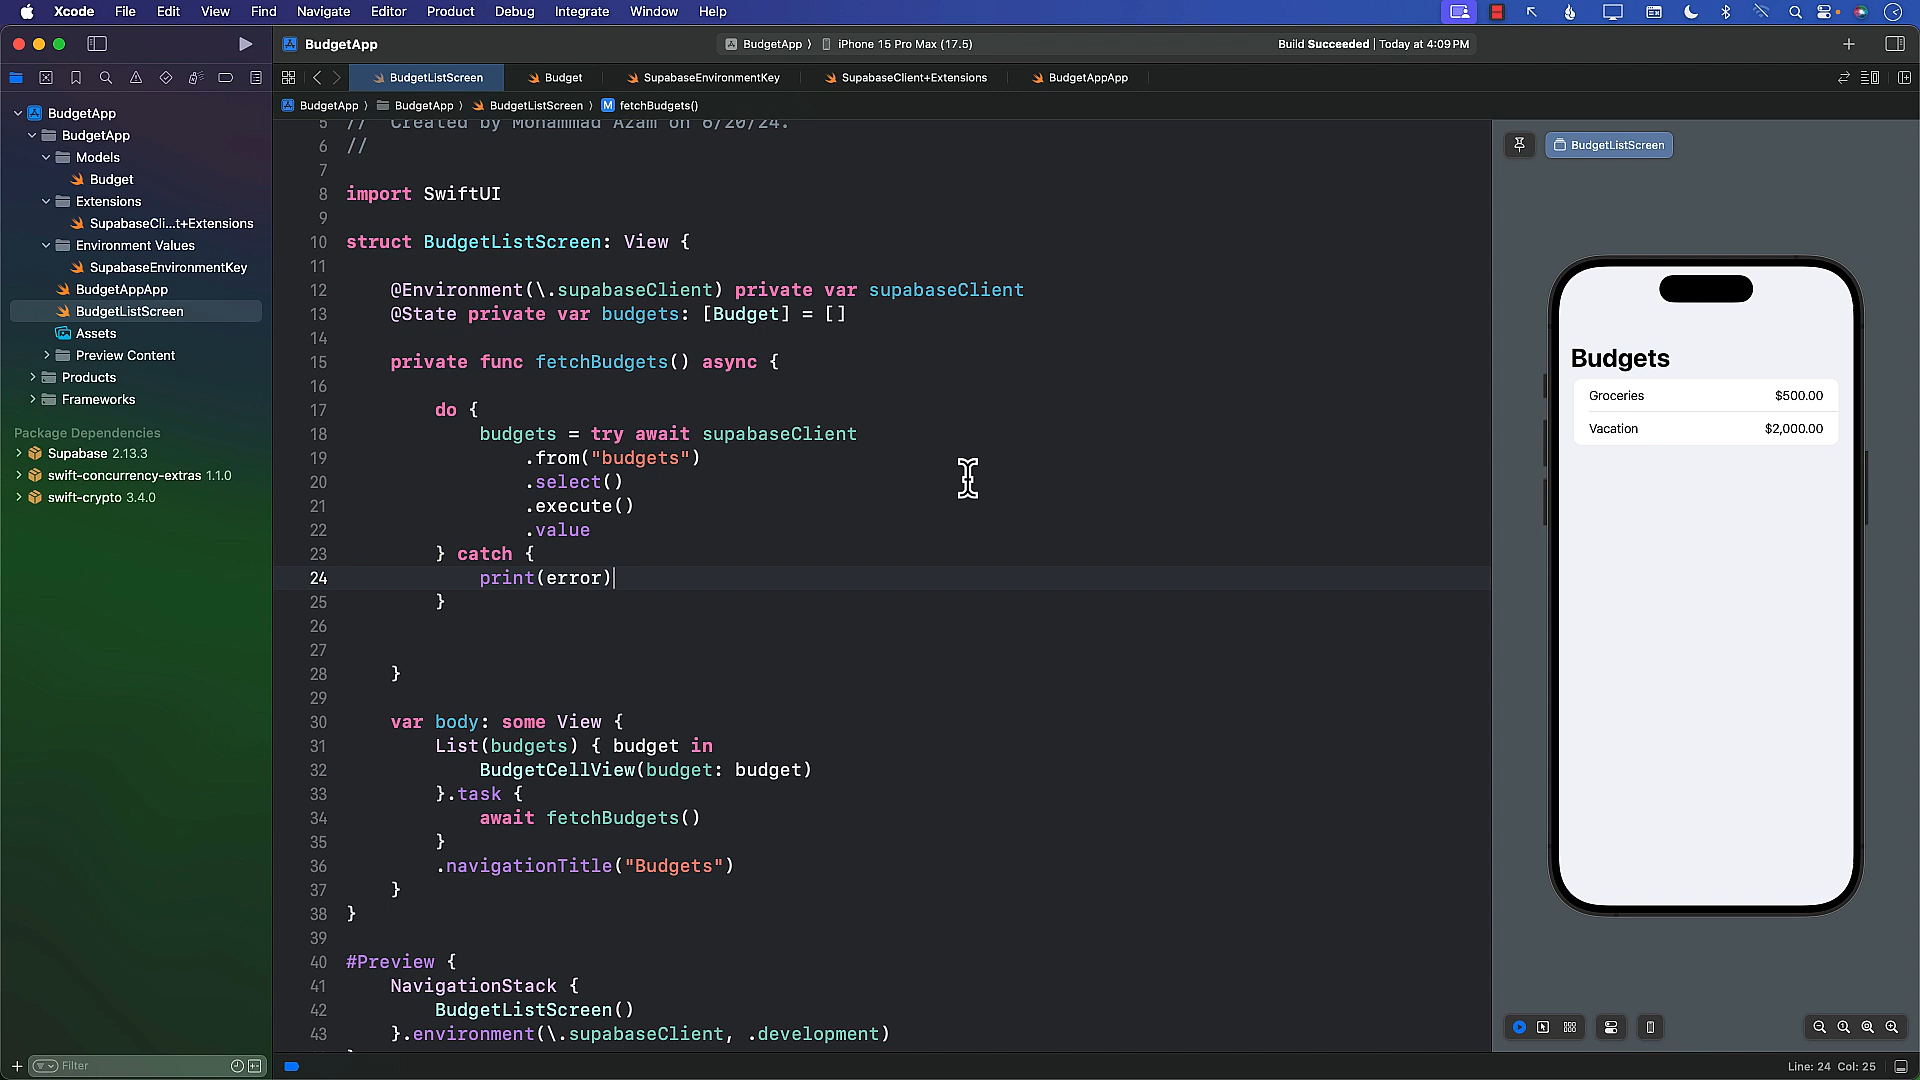 Xcode File Edit View Find Navigate Editor Product Debug Integrate Window Help
BudgetApp
BudgetApp ⟩ iPhone 15 Pro Max (17.5)
Build Succeeded | Today at 4:09 PM
BudgetListScreen Budget SupabaseEnvironmentKey SupabaseClient+Extensions BudgetAppApp
BudgetApp ⟩ BudgetApp ⟩ BudgetListScreen ⟩ M fetchBudgets()
BudgetApp
BudgetApp
Models
Budget
Extensions
SupabaseCli...t+Extensions
Environment Values
SupabaseEnvironmentKey
BudgetAppApp
BudgetListScreen
Assets
Preview Content
Products
Frameworks
Package Dependencies
Supabase 2.13.3
swift-concurrency-extras 1.1.0
swift-crypto 3.4.0
Filter
5 //  Created by Mohammad Azam on 6/20/24.
6 //
7
8 import SwiftUI
9
10 struct BudgetListScreen: View {
11
12     @Environment(\.supabaseClient) private var supabaseClient
13     @State private var budgets: [Budget] = []
14
15     private func fetchBudgets() async {
16
17         do {
18             budgets = try await supabaseClient
19                 .from("budgets")
20                 .select()
21                 .execute()
22                 .value
23         } catch {
24             print(error)
25         }
26
27
28     }
29
30     var body: some View {
31         List(budgets) { budget in
32             BudgetCellView(budget: budget)
33         }.task {
34             await fetchBudgets()
35         }
36         .navigationTitle("Budgets")
37     }
38 }
39
40 #Preview {
41     NavigationStack {
42         BudgetListScreen()
43     }.environment(\.supabaseClient, .development)
BudgetListScreen
Budgets
Groceries $500.00
Vacation $2,000.00
Line: 24 Col: 25